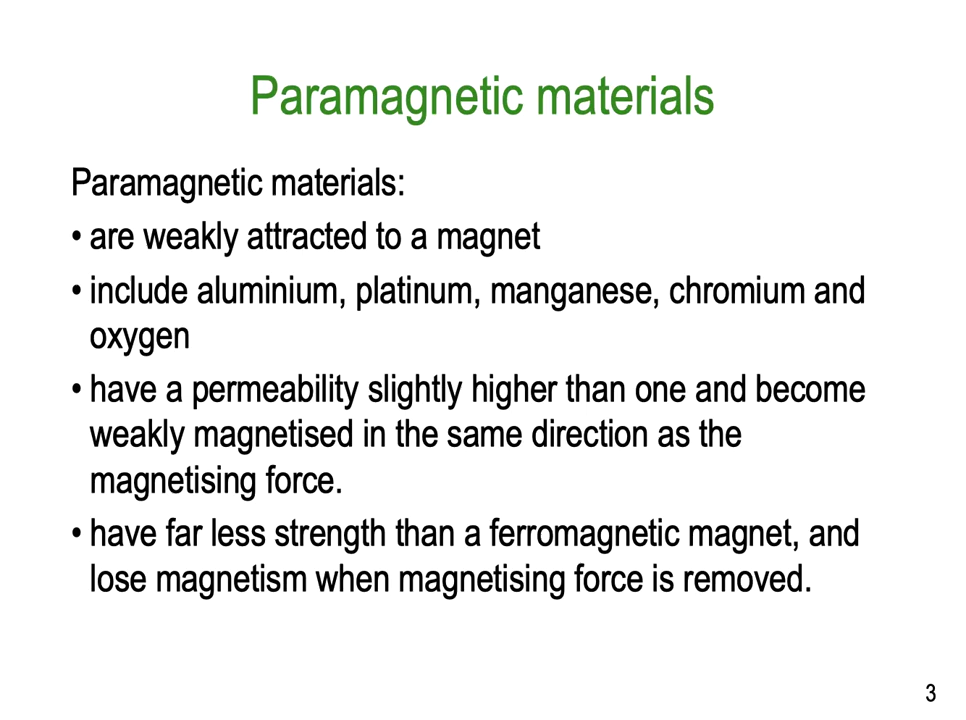 Paramagnetic materials
Paramagnetic materials:
• are weakly attracted to a magnet
• include aluminium, platinum, manganese, chromium and
oxygen
• have a permeability slightly higher than one and become
weakly magnetised in the same direction as the
magnetising force.
• have far less strength than a ferromagnetic magnet, and
lose magnetism when magnetising force is removed.
3